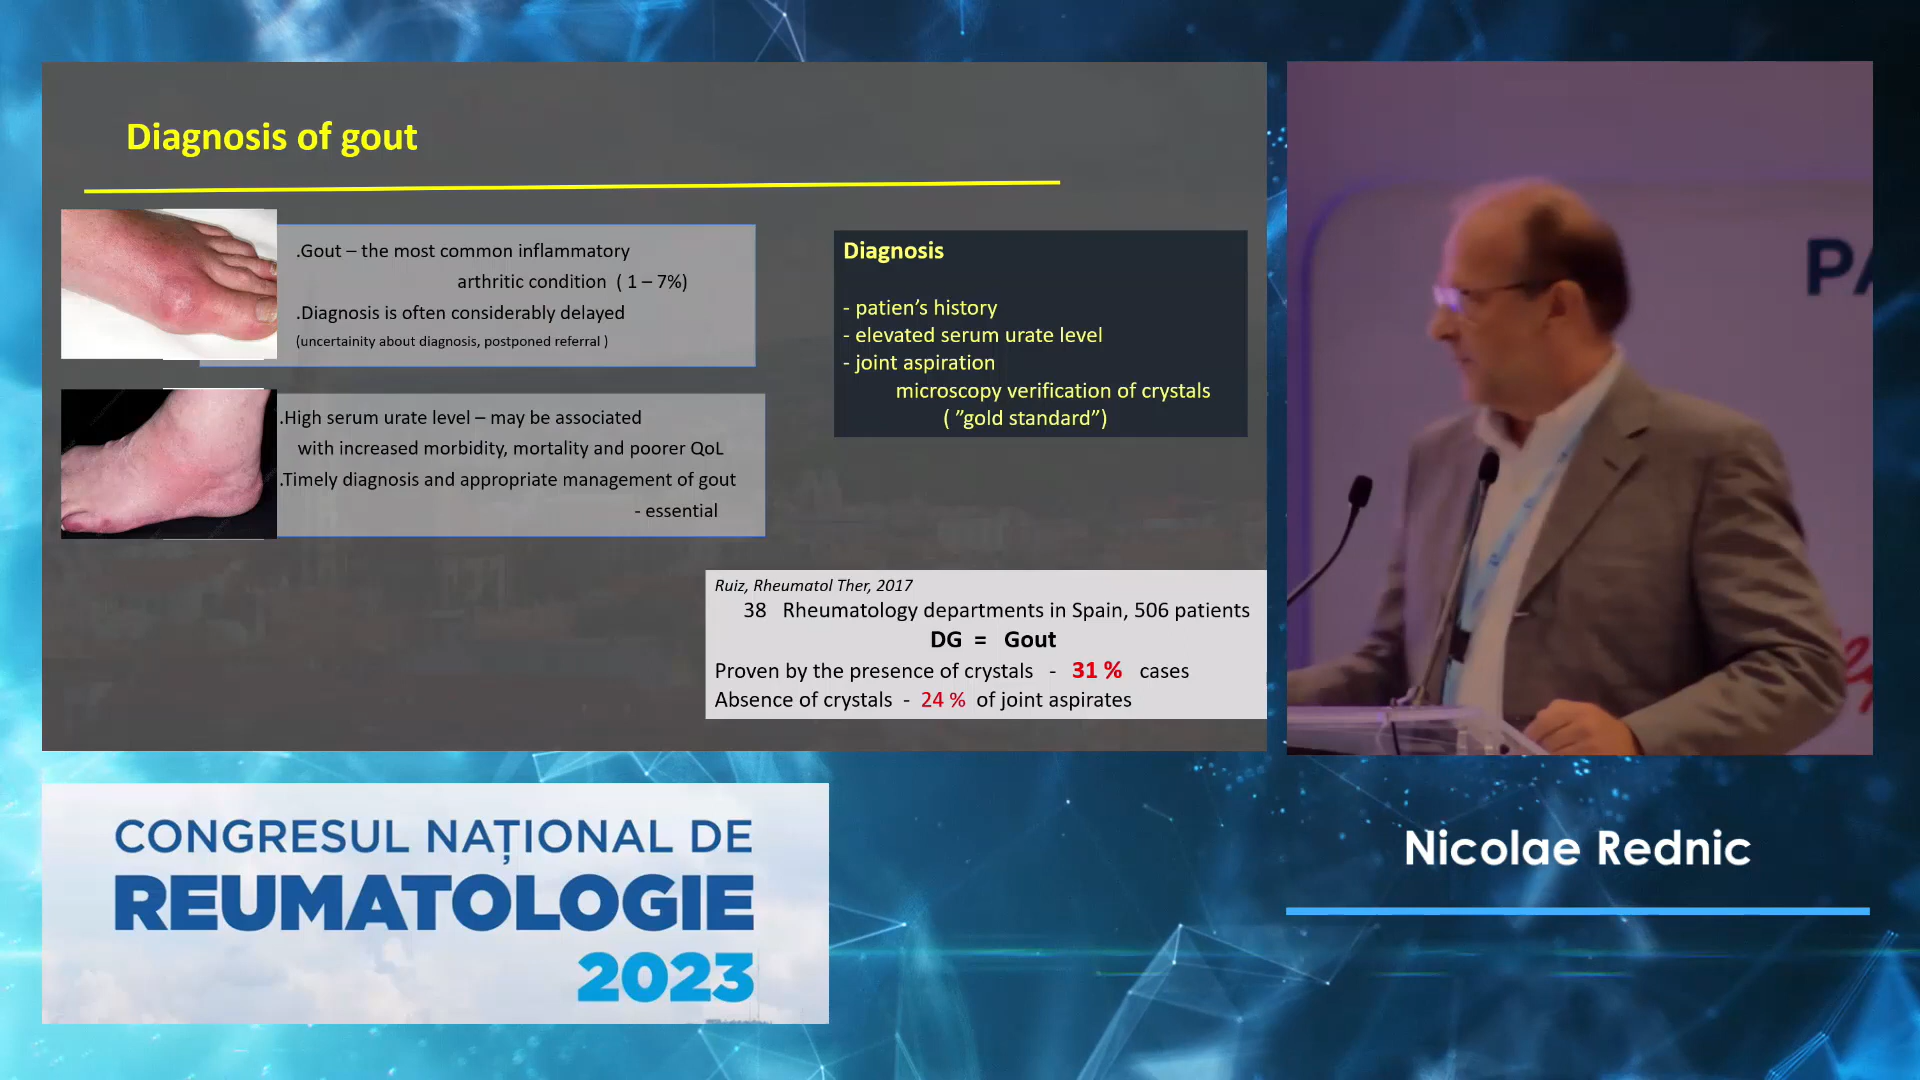 Diagnosis of gout
.Gout – the most common inflammatory
arthritic condition ( 1 – 7%)
.Diagnosis is often considerably delayed
(uncertainity about diagnosis, postponed referral )
.High serum urate level – may be associated
with increased morbidity, mortality and poorer QoL
.Timely diagnosis and appropriate management of gout
- essential
Diagnosis
- patien’s history
- elevated serum urate level
- joint aspiration
microscopy verification of crystals
( ”gold standard”)
Ruiz, Rheumatol Ther, 2017
38 Rheumatology departments in Spain, 506 patients
DG = Gout
Proven by the presence of crystals - 31 % cases
Absence of crystals - 24 % of joint aspirates
PA
CONGRESUL NAȚIONAL DE
REUMATOLOGIE
2023
Nicolae Rednic